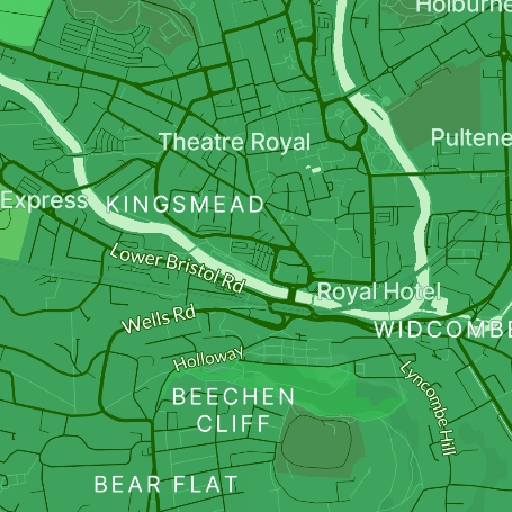 Holburne
Theatre Royal
Pultene
Express
KINGSMEAD
Lower Bristol Rd
Royal Hotel
Wells Rd
WIDCOMBE
Holloway
Lyncombe Hill
BEECHEN
CLIFF
BEAR FLAT